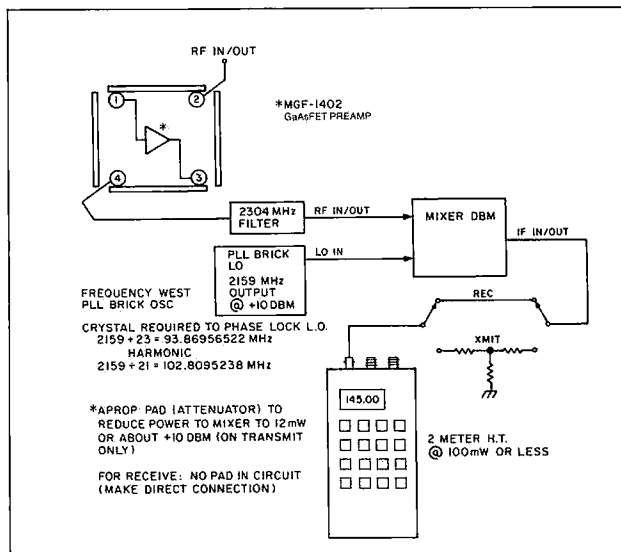 RF IN/OUT
1
2
*
4
3
*MGF-1402
GaAsFET PREAMP
2304 MHz
FILTER
RF IN/OUT
MIXER DBM
IF IN/OUT
PLL BRICK
LO
2159 MHz
OUTPUT
@ +10DBM
LO IN
FREQUENCY WEST
PLL BRICK OSC
CRYSTAL REQUIRED TO PHASE LOCK L.O.
2159÷23 = 93.86956522 MHz
HARMONIC
2159÷21 = 102.8095238 MHz
REC
XMIT
*APROP PAD (ATTENUATOR) TO
REDUCE POWER TO MIXER TO 12mW
OR ABOUT +10 DBM (ON TRANSMIT
ONLY)
FOR RECEIVE: NO PAD IN CIRCUIT
(MAKE DIRECT CONNECTION)
145.00
2 METER H.T.
@ 100mW OR LESS